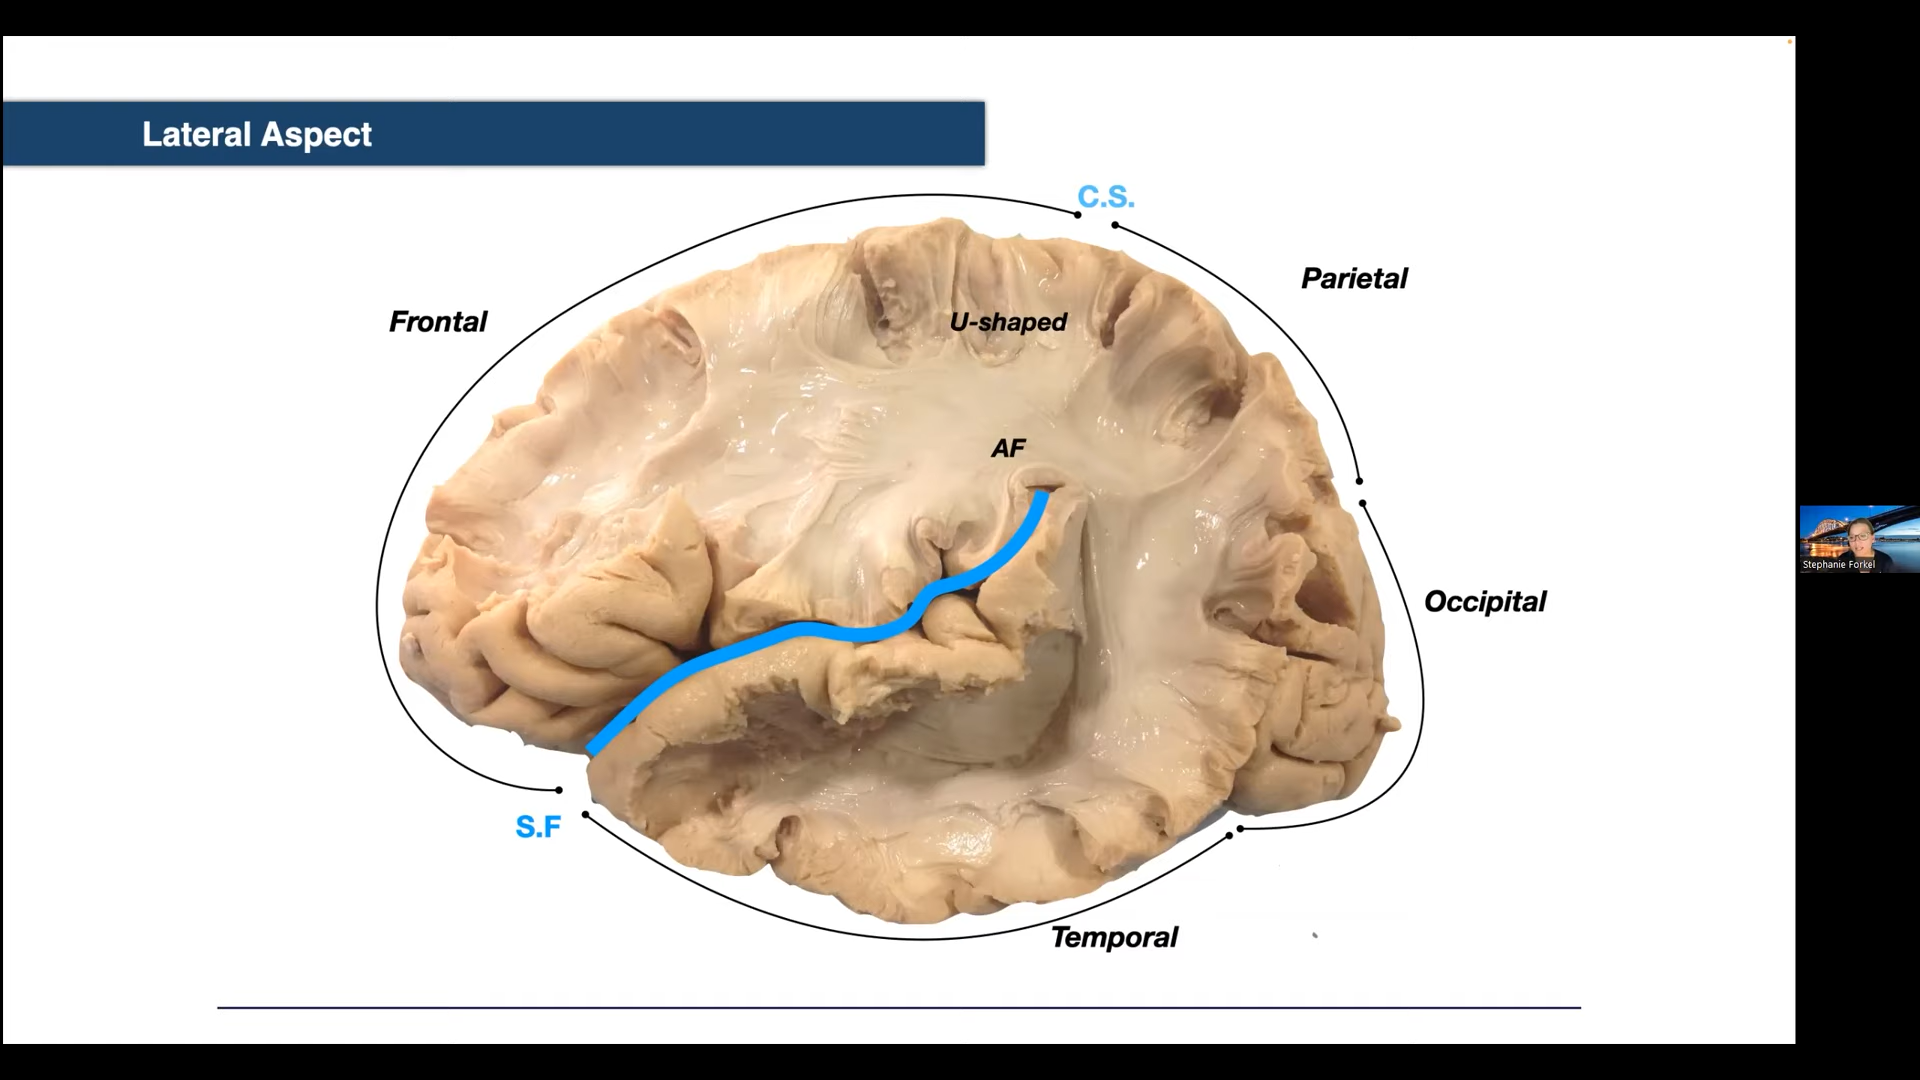 Lateral Aspect
C.S.
Parietal
Frontal
U-shaped
AF
Stephanie Forkel
Occipital
S.F
Temporal